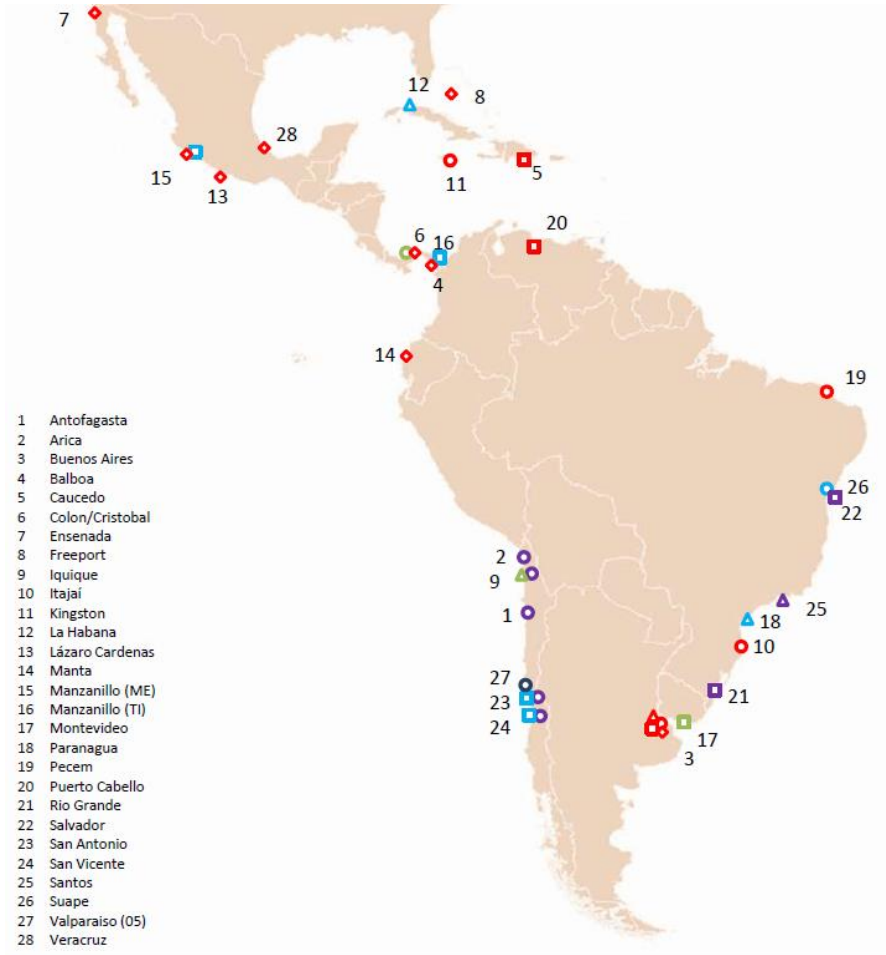 7
12
8
28
15
13
11
5
6
16
4
20
14
19
26
22
2
9
1
25
18
10
27
23
24
21
17
3
1 Antofagasta
2 Arica
3 Buenos Aires
4 Balboa
5 Caucedo
6 Colon/Cristobal
7 Ensenada
8 Freeport
9 Iquique
10 Itajaí
11 Kingston
12 La Habana
13 Lázaro Cardenas
14 Manta
15 Manzanillo (ME)
16 Manzanillo (TI)
17 Montevideo
18 Paranagua
19 Pecem
20 Puerto Cabello
21 Rio Grande
22 Salvador
23 San Antonio
24 San Vicente
25 Santos
26 Suape
27 Valparaiso (05)
28 Veracruz